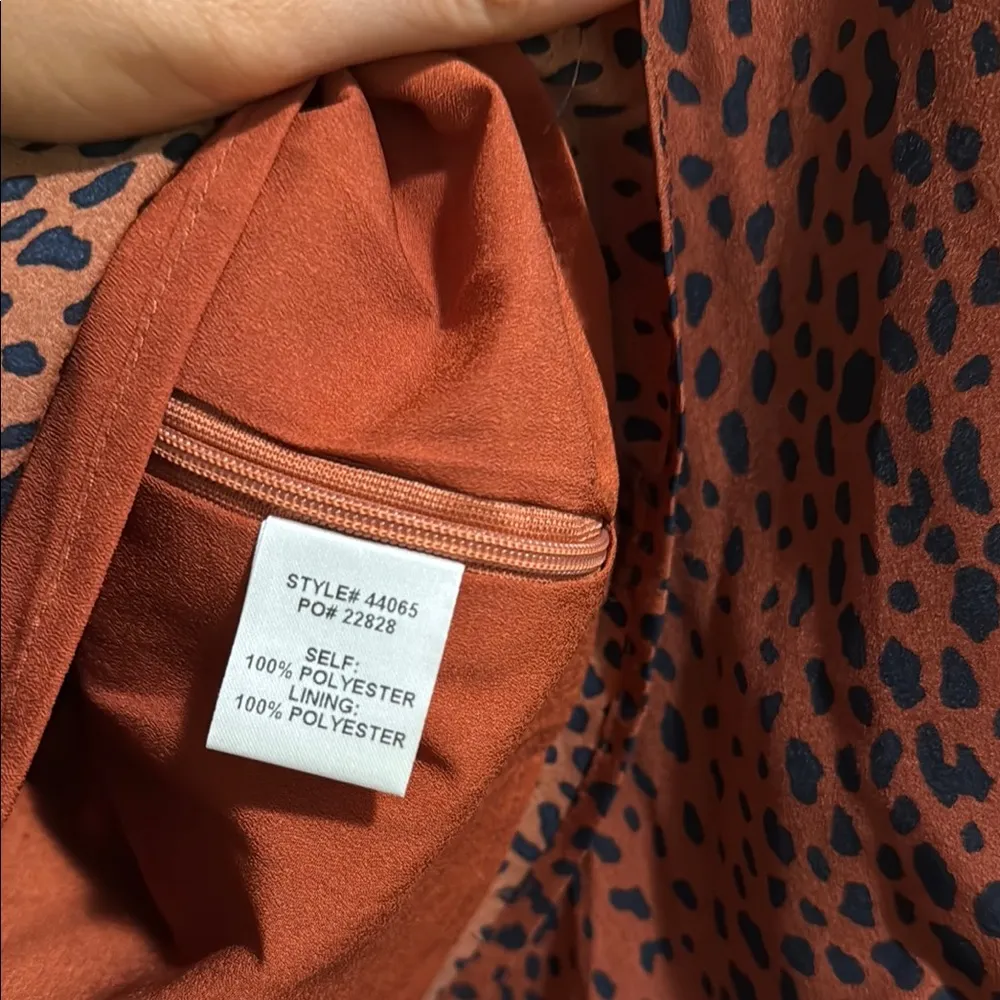 STYLE# 44065
PO# 22828
SELF:
100% POLYESTER
LINING:
100% POLYESTER